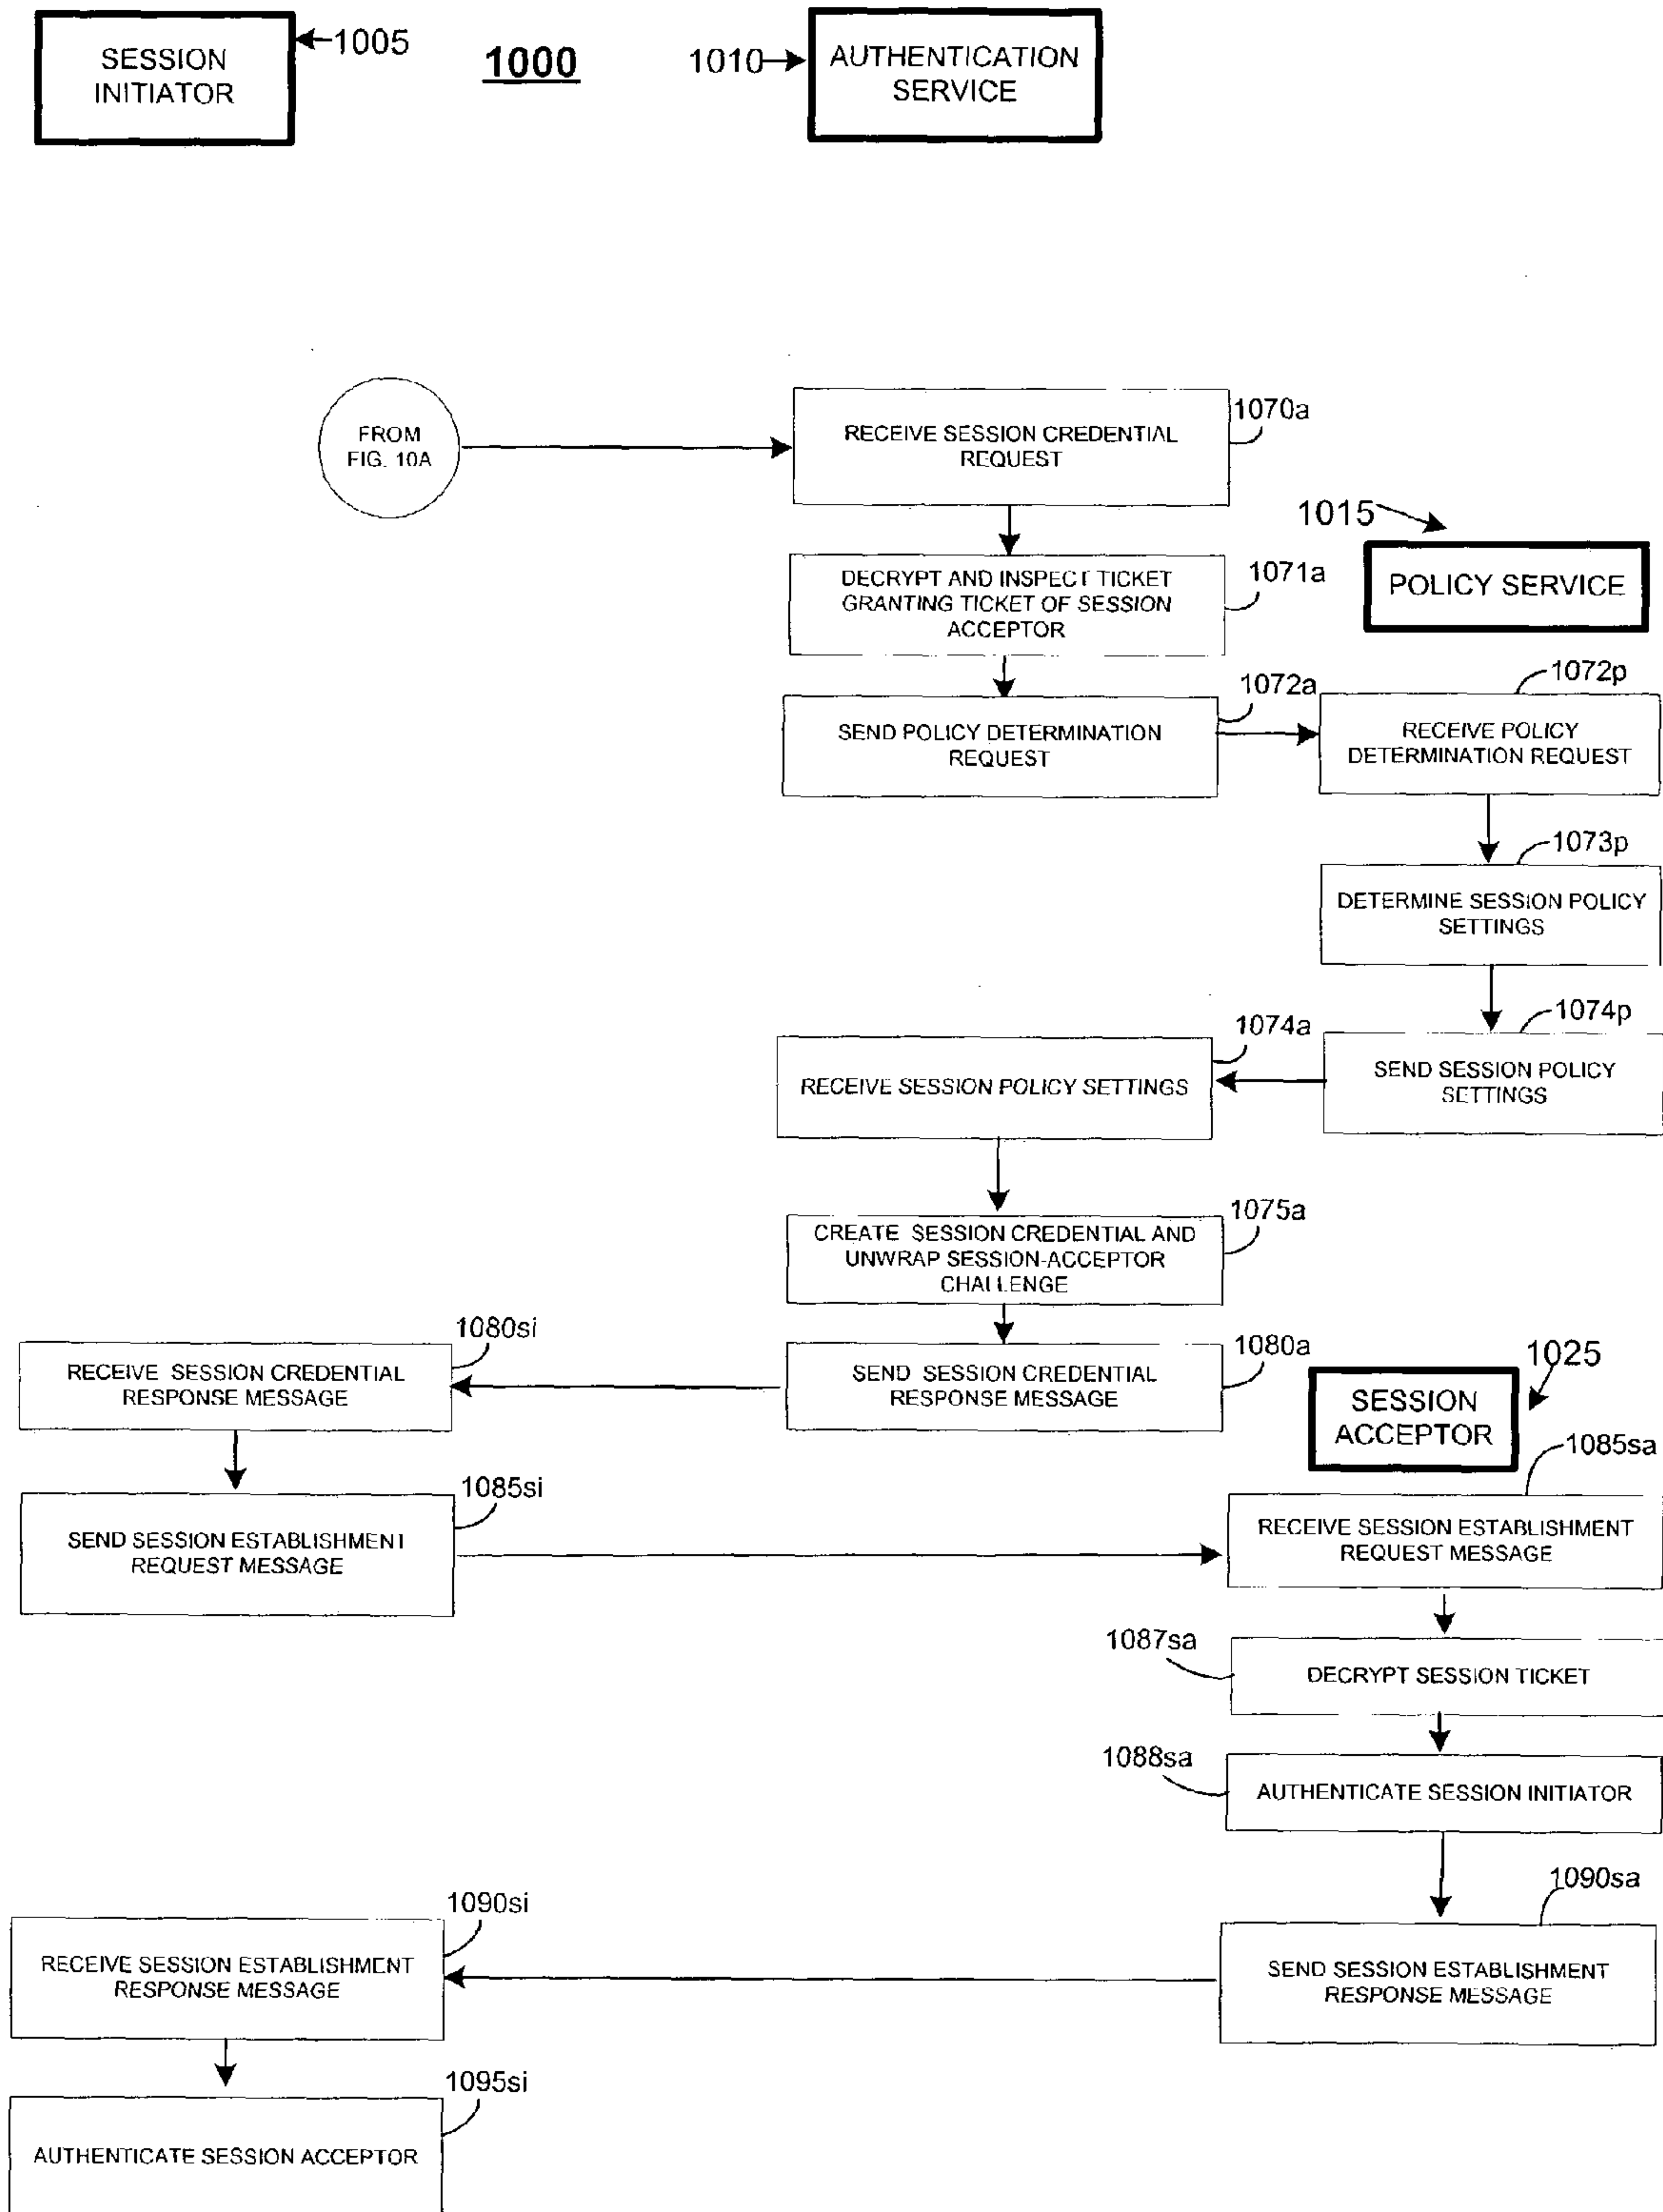 SESSION
INITIATOR
1005
1000
1010
AUTHENTICATION
SERVICE
FROM
FIG. 10A
RECEIVE SESSION CREDENTIAL
REQUEST
1070a
DECRYPT AND INSPECT TICKET
GRANTING TICKET OF SESSION
ACCEPTOR
1071a
1015
POLICY SERVICE
SEND POLICY DETERMINATION
REQUEST
1072a
1072p
RECEIVE POLICY
DETERMINATION REQUEST
1073p
DETERMINE SESSION POLICY
SETTINGS
1074p
SEND SESSION POLICY
SETTINGS
1074a
RECEIVE SESSION POLICY SETTINGS
1075a
CREATE SESSION CREDENTIAL AND
UNWRAP SESSION-ACCEPTOR
CHALLENGE
1080si
RECEIVE SESSION CREDENTIAL
RESPONSE MESSAGE
1080a
SEND SESSION CREDENTIAL
RESPONSE MESSAGE
SESSION
ACCEPTOR
1025
1085si
SEND SESSION ESTABLISHMENT
REQUEST MESSAGE
1085sa
RECEIVE SESSION ESTABLISHMENT
REQUEST MESSAGE
1087sa
DECRYPT SESSION TICKET
1088sa
AUTHENTICATE SESSION INITIATOR
1090si
RECEIVE SESSION ESTABLISHMENT
RESPONSE MESSAGE
1090sa
SEND SESSION ESTABLISHMENT
RESPONSE MESSAGE
1095si
AUTHENTICATE SESSION ACCEPTOR